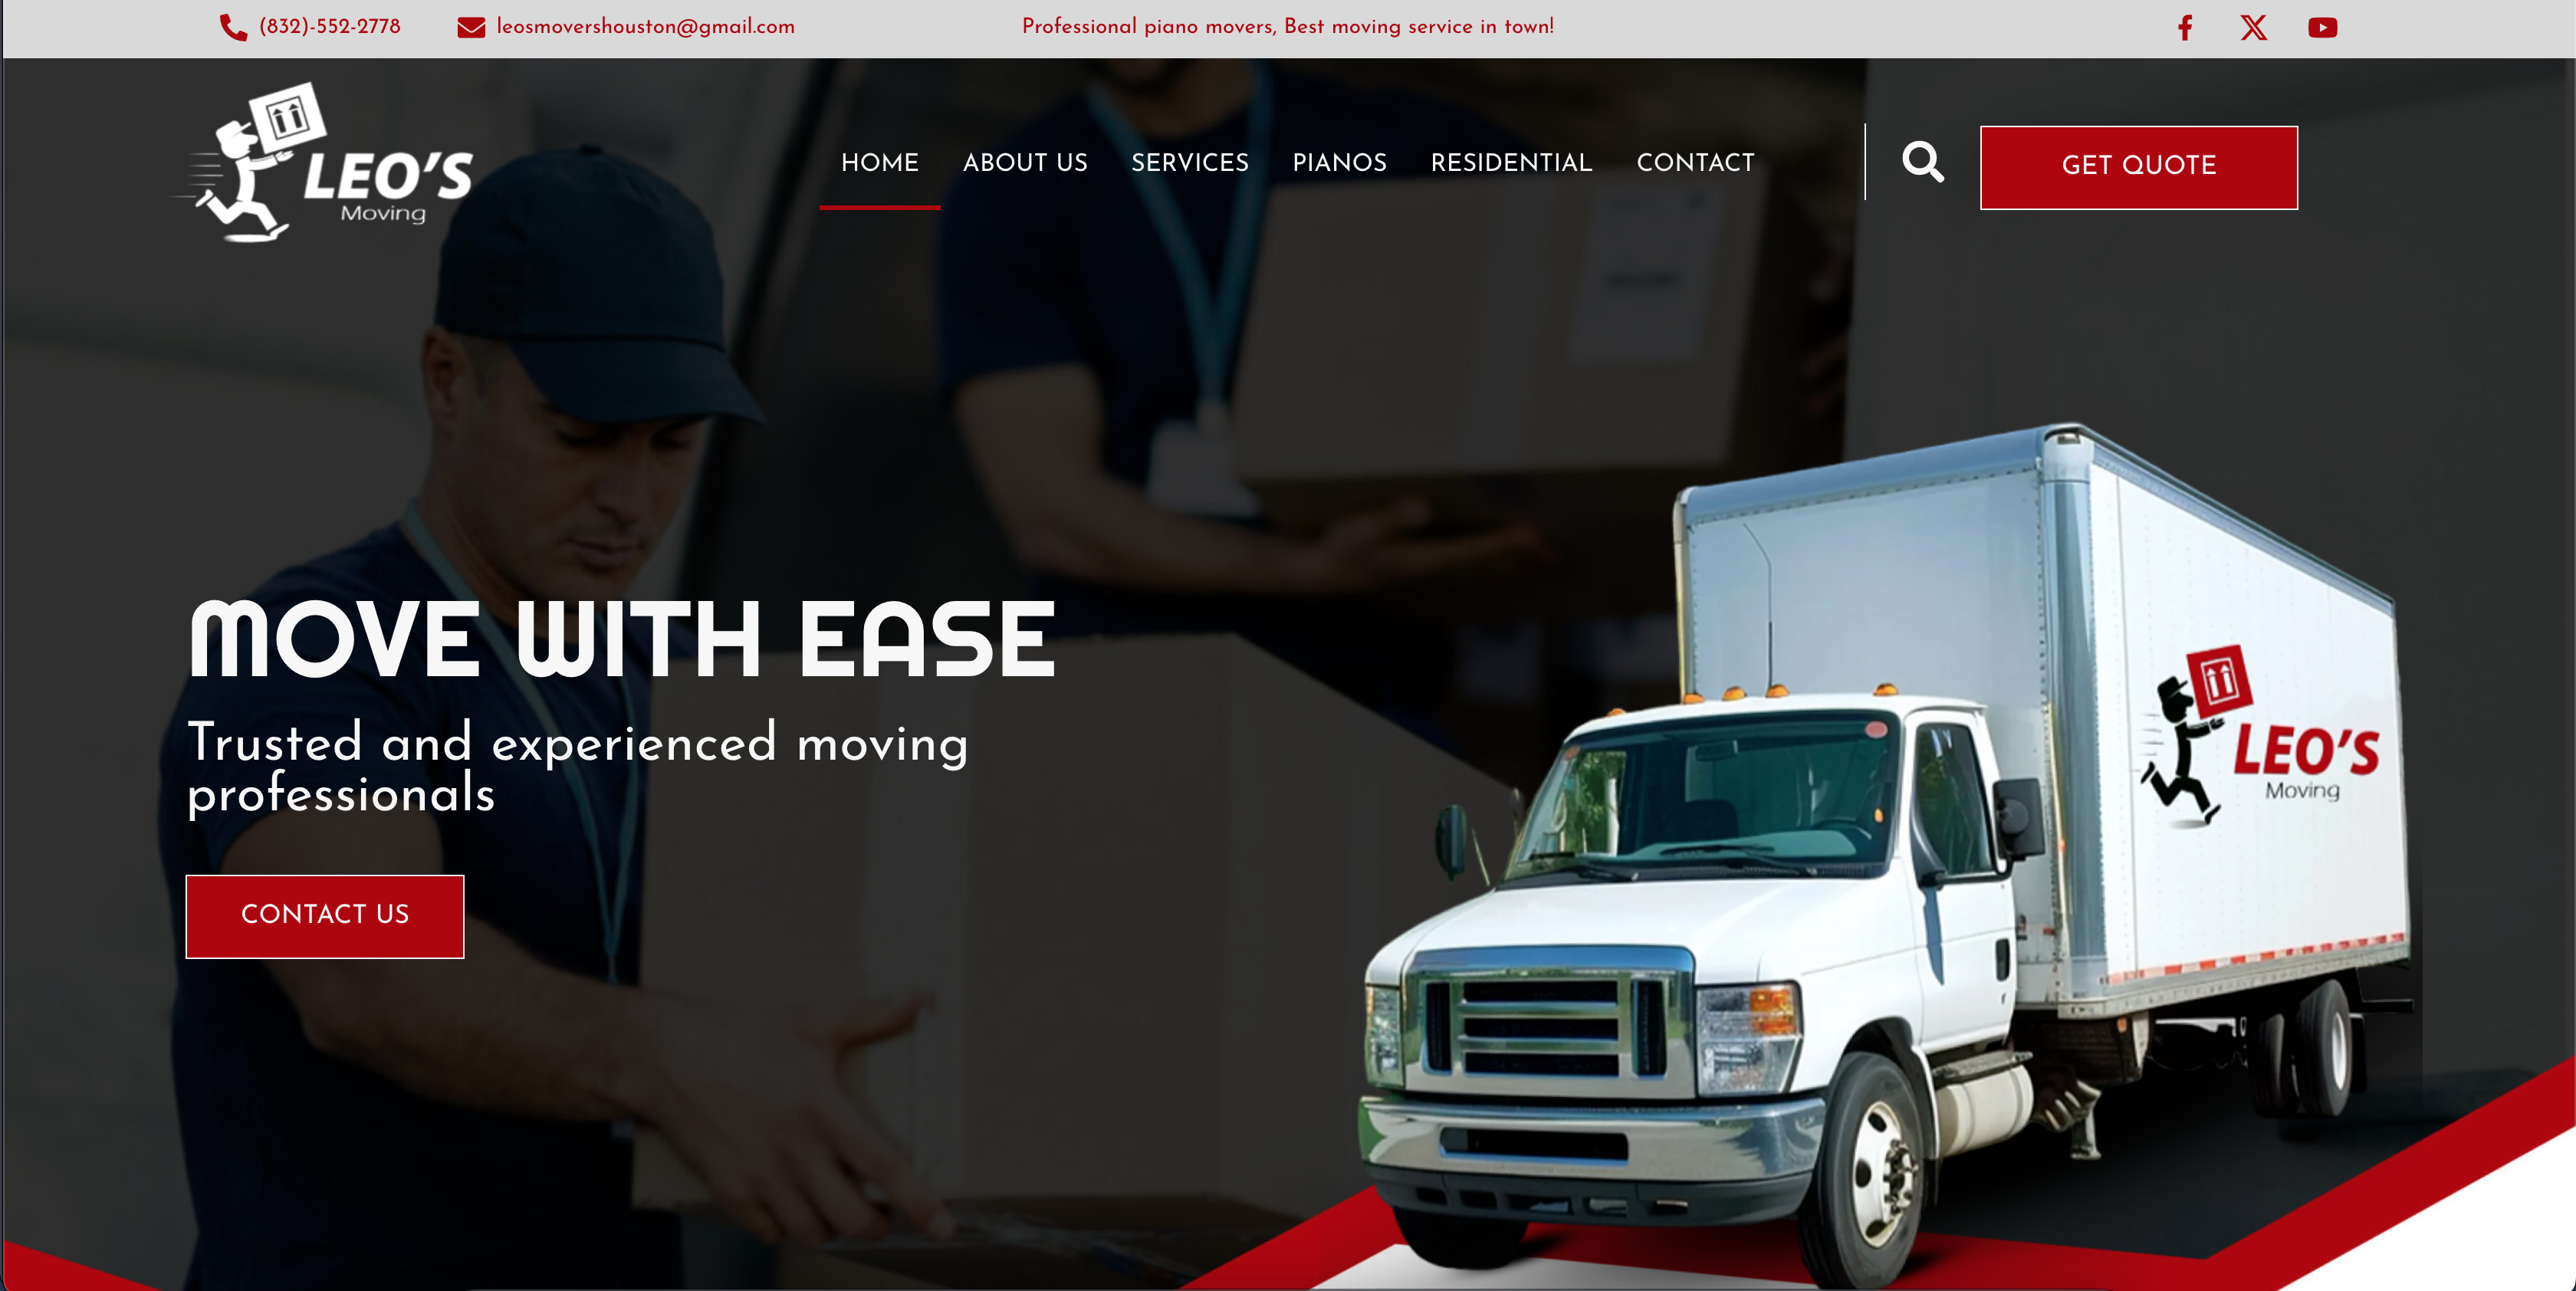 (832)-552-2778
leosmovershouston@gmail.com
Professional piano movers, Best moving service in town!
LEO'S
Moving
HOME
ABOUT US
SERVICES
PIANOS
RESIDENTIAL
CONTACT
GET QUOTE
MOVE WITH EASE
Trusted and experienced moving
professionals
CONTACT US
LEO'S
Moving